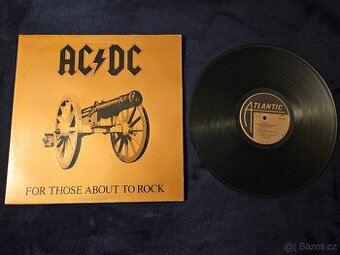 AC⚡DC
FOR THOSE ABOUT TO ROCK
ATLANTIC
Bazos.cz